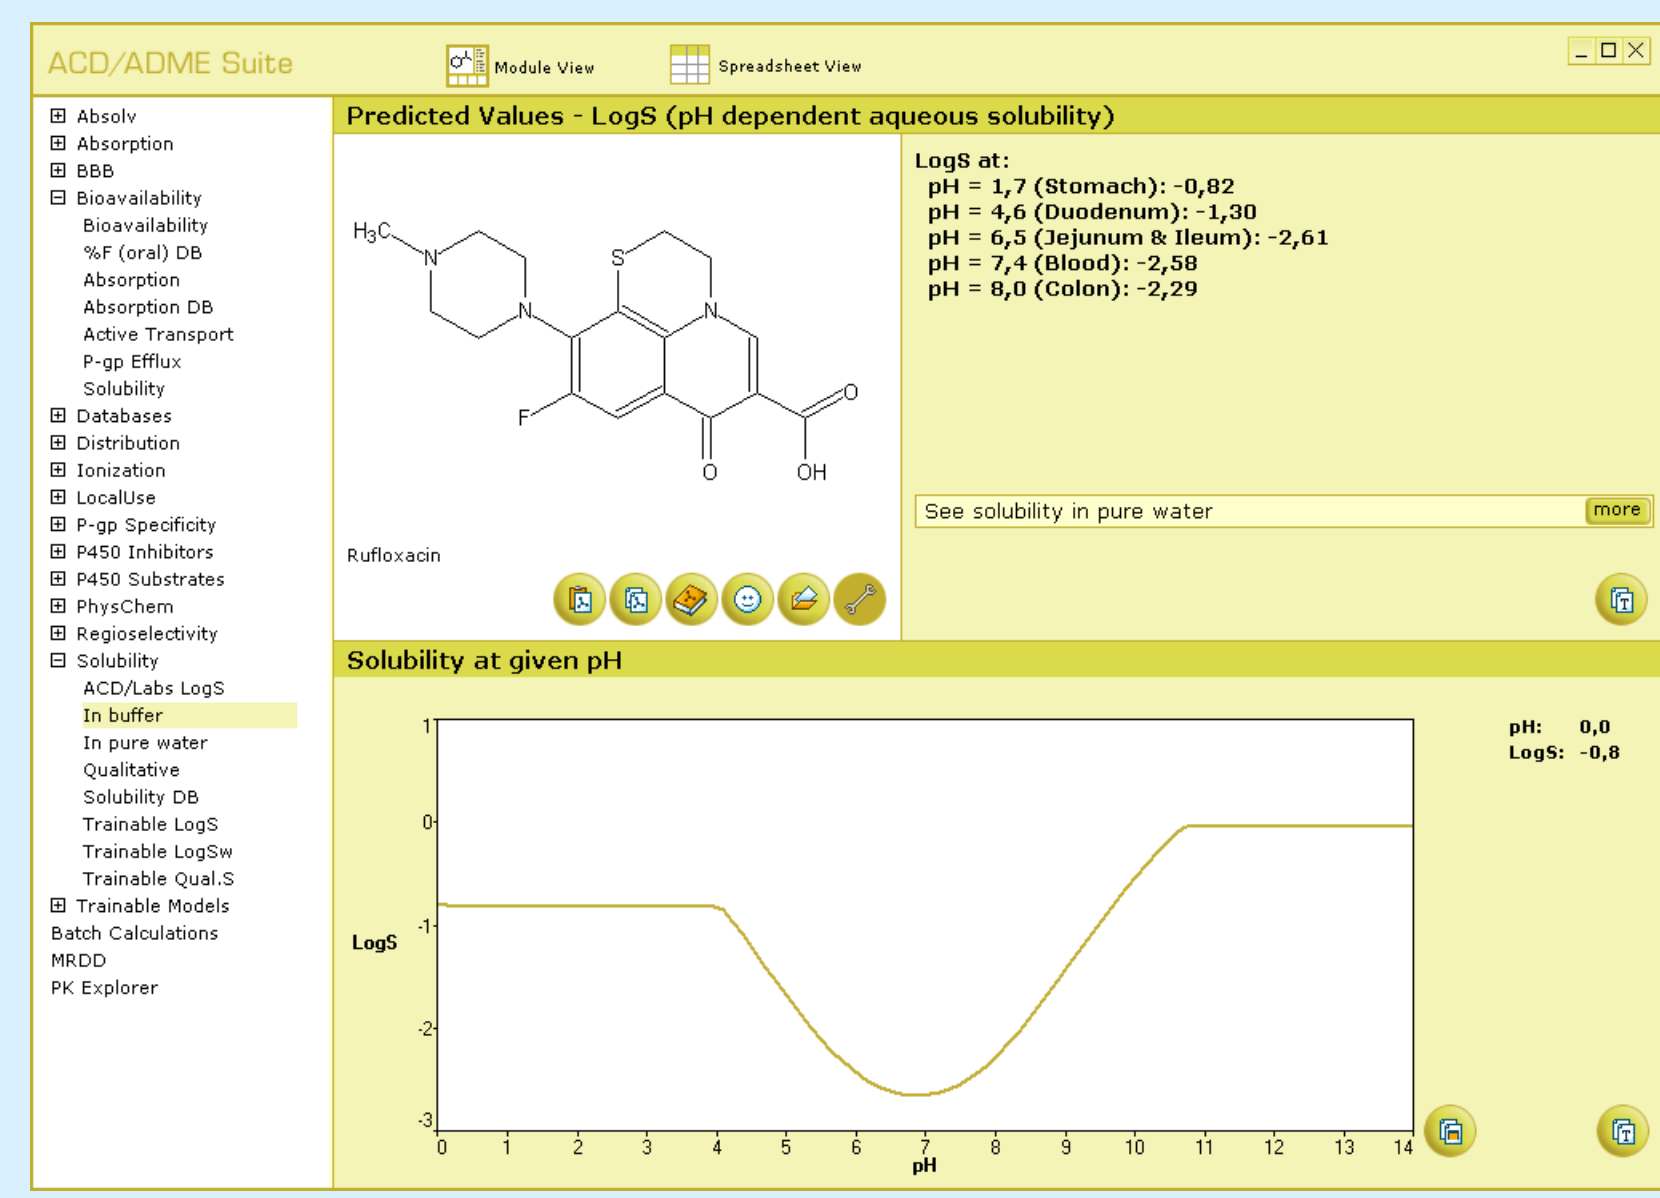 ACD/ADME Suite
Module View
Spreadsheet View
Absolv
Absorption
BBB
Bioavailability
Bioavailability
%F (oral) DB
Absorption
Absorption DB
Active Transport
P-gp Efflux
Solubility
Databases
Distribution
Ionization
LocalUse
P-gp Specificity
P450 Inhibitors
P450 Substrates
PhysChem
Regioselectivity
Solubility
ACD/Labs LogS
In buffer
In pure water
Qualitative
Solubility DB
Trainable LogS
Trainable LogSw
Trainable Qual.S
Trainable Models
Batch Calculations
MRDD
PK Explorer
Predicted Values - LogS (pH dependent aqueous solubility)
H3C
N
N
S
N
F
O
O
OH
Rufloxacin
LogS at:
pH = 1,7 (Stomach): -0,82
pH = 4,6 (Duodenum): -1,30
pH = 6,5 (Jejunum & Ileum): -2,61
pH = 7,4 (Blood): -2,58
pH = 8,0 (Colon): -2,29
See solubility in pure water
more
T
Solubility at given pH
1
0
-1
-2
-3
LogS
0 1 2 3 4 5 6 7 8 9 10 11 12 13 14
pH
pH: 0,0
LogS: -0,8
T